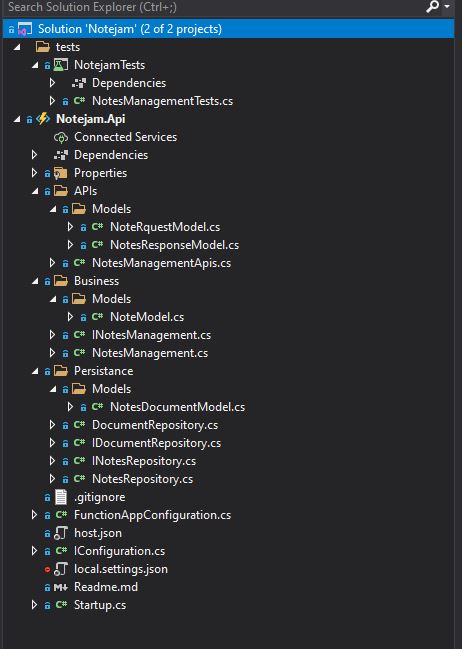 Search Solution Explorer (Ctrl+;)
Solution 'Notejam' (2 of 2 projects)
tests
NotejamTests
Dependencies
C# NotesManagementTests.cs
Notejam.Api
Connected Services
Dependencies
Properties
APIs
Models
C# NoteRquestModel.cs
C# NotesResponseModel.cs
C# NotesManagementApis.cs
Business
Models
C# NoteModel.cs
C# INotesManagement.cs
C# NotesManagement.cs
Persistance
Models
C# NotesDocumentModel.cs
C# DocumentRepository.cs
C# IDocumentRepository.cs
C# INotesRepository.cs
C# NotesRepository.cs
.gitignore
C# FunctionAppConfiguration.cs
host.json
C# IConfiguration.cs
local.settings.json
M Readme.md
C# Startup.cs